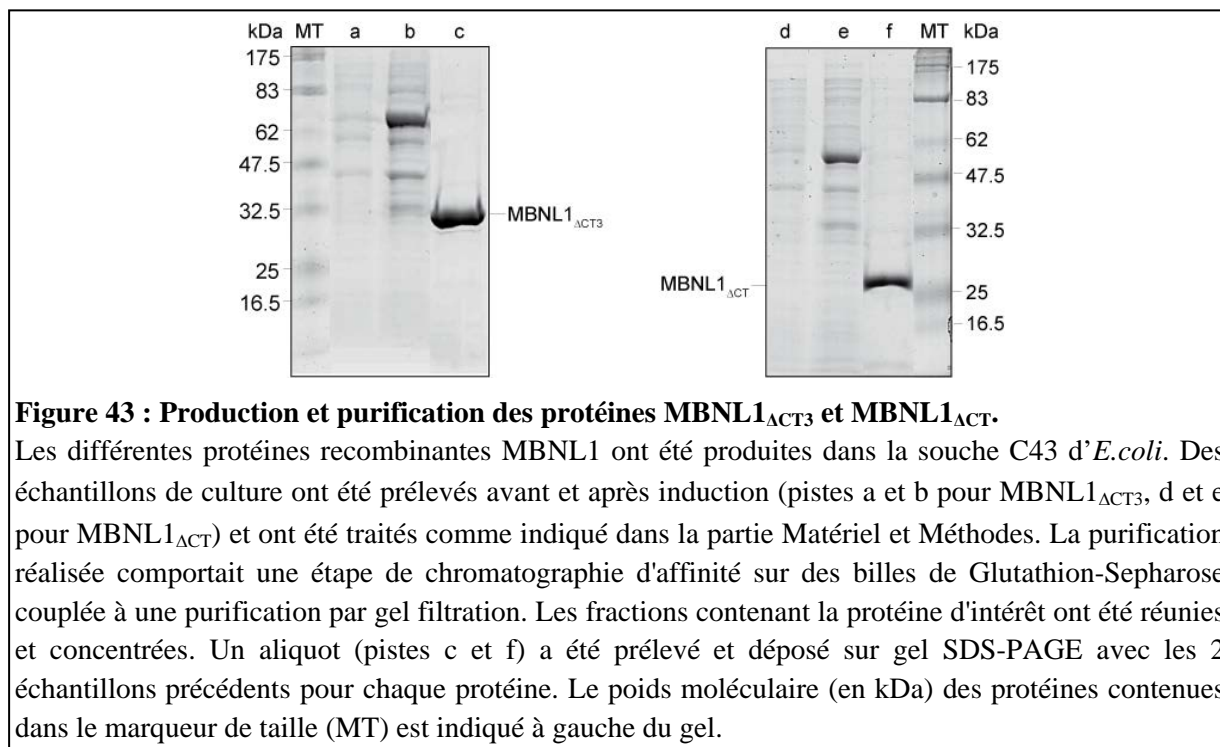 kDa MT a b c
175
83
62
47.5
32.5
25
16.5
MBNL1ΔCT3
d e f MT kDa
175
83
62
47.5
32.5
25
16.5
MBNL1ΔCT
Figure 43 : Production et purification des protéines MBNL1ΔCT3 et MBNL1ΔCT.
Les différentes protéines recombinantes MBNL1 ont été produites dans la souche C43 d'E.coli. Des
échantillons de culture ont été prélevés avant et après induction (pistes a et b pour MBNL1ΔCT3, d et e
pour MBNL1ΔCT) et ont été traités comme indiqué dans la partie Matériel et Méthodes. La purification
réalisée comportait une étape de chromatographie d'affinité sur des billes de Glutathion-Sepharose
couplée à une purification par gel filtration. Les fractions contenant la protéine d'intérêt ont été réunies
et concentrées. Un aliquot (pistes c et f) a été prélevé et déposé sur gel SDS-PAGE avec les 2
échantillons précédents pour chaque protéine. Le poids moléculaire (en kDa) des protéines contenues
dans le marqueur de taille (MT) est indiqué à gauche du gel.